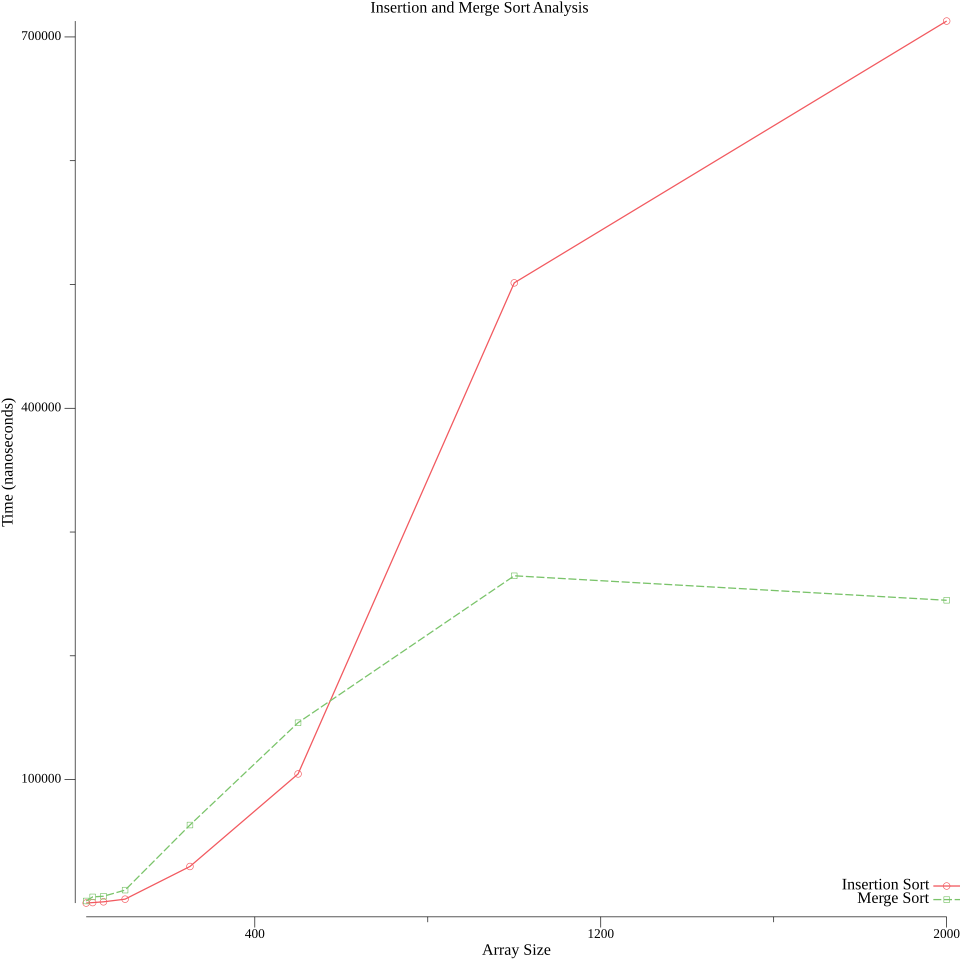 Insertion and Merge Sort Analysis
700000
400000
100000
Time (nanoseconds)
Insertion Sort
Merge Sort
400
1200
2000
Array Size